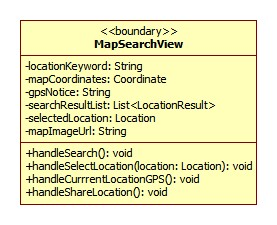 <<boundary>>
MapSearchView
-locationKeyword: String
-mapCoordinates: Coordinate
-gpsNotice: String
-searchResultList: List<LocationResult>
-selectedLocation: Location
-mapImageUrl: String
+handleSearch(): void
+handleSelectLocation(location: Location): void
+handleCurrrentLocationGPS(): void
+handleShareLocation(): void